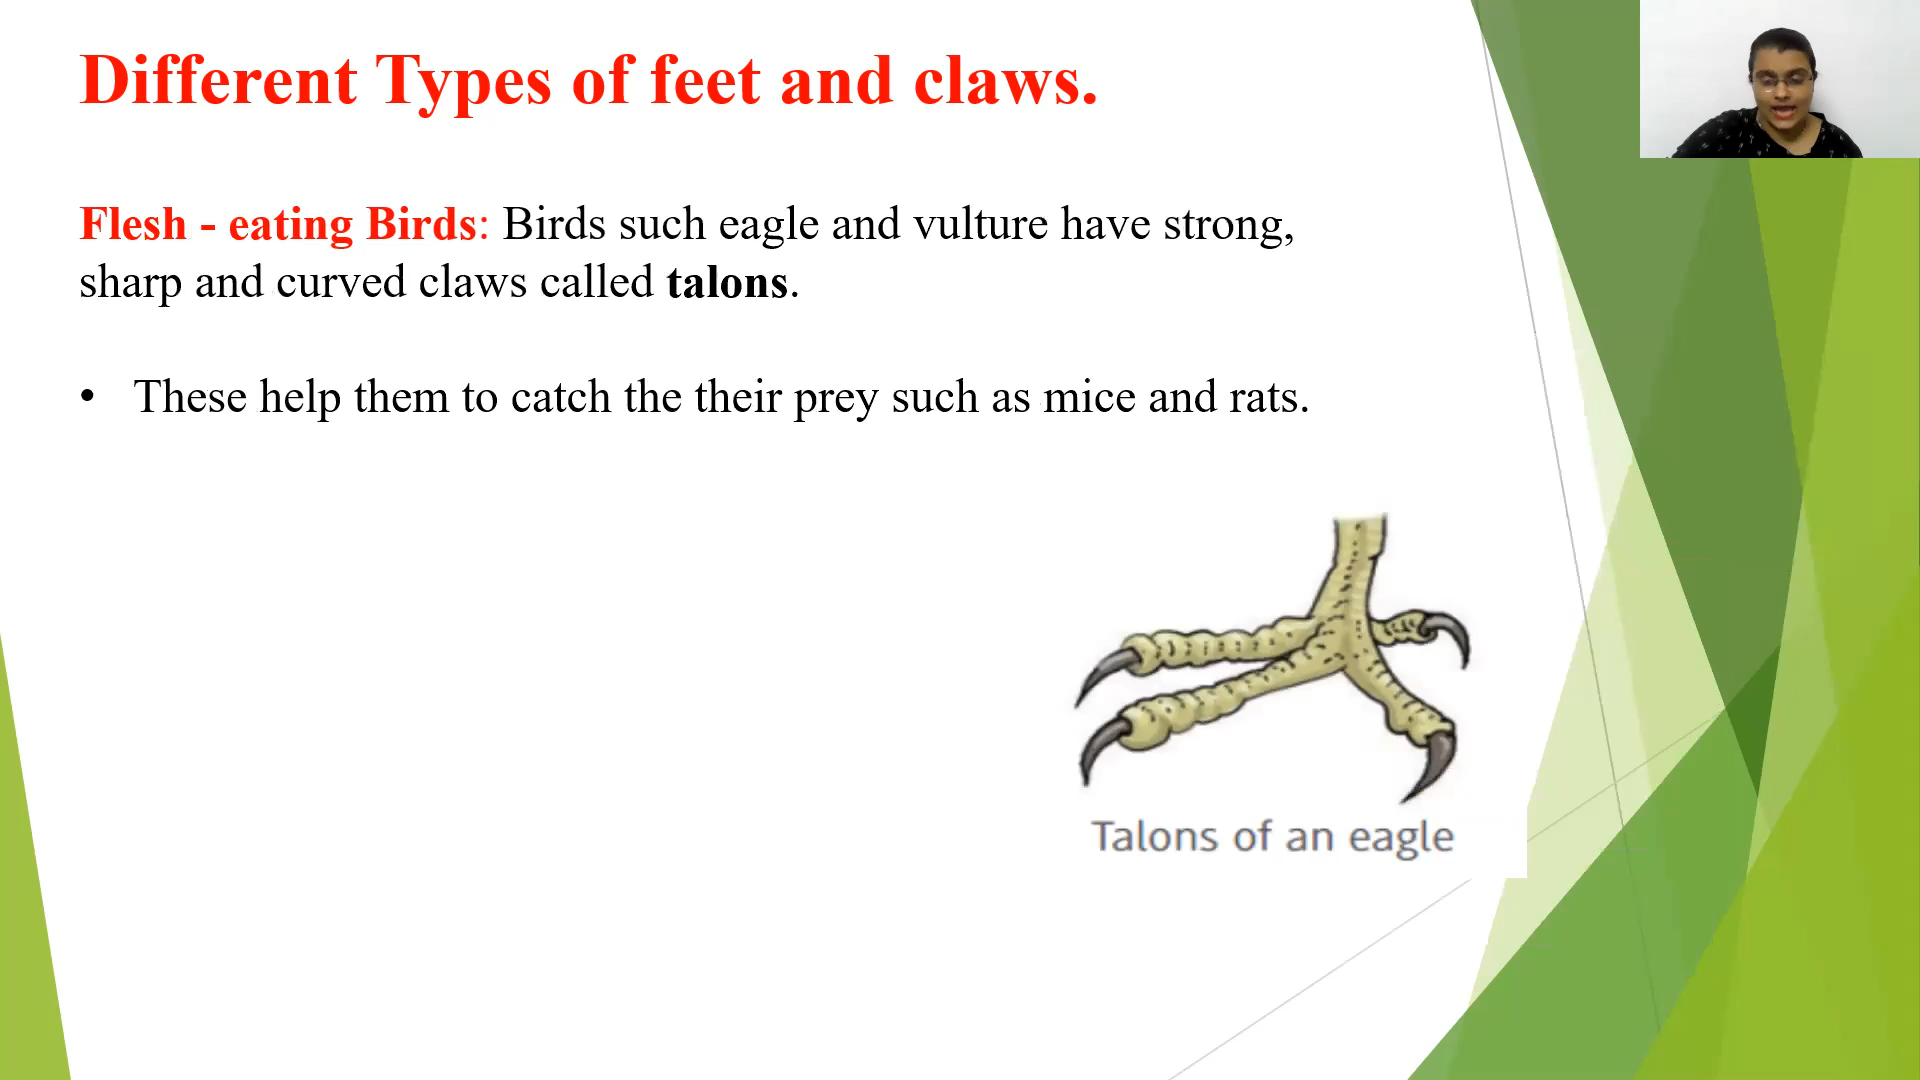 Different Types of feet and claws.
Flesh - eating Birds: Birds such eagle and vulture have strong,
sharp and curved claws called talons.
• These help them to catch the their prey such as mice and rats.
Talons of an eagle